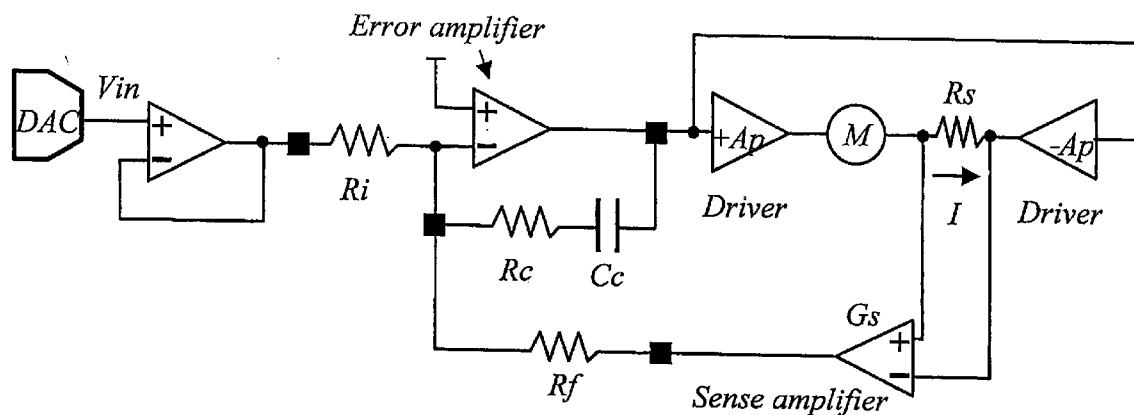 Error amplifier
Vin
DAC
+
−
Ri
+
−
+Ap
Driver
M
Rs
I
-Ap
Driver
Rc
Cc
Rf
Gs
+
−
Sense amplifier